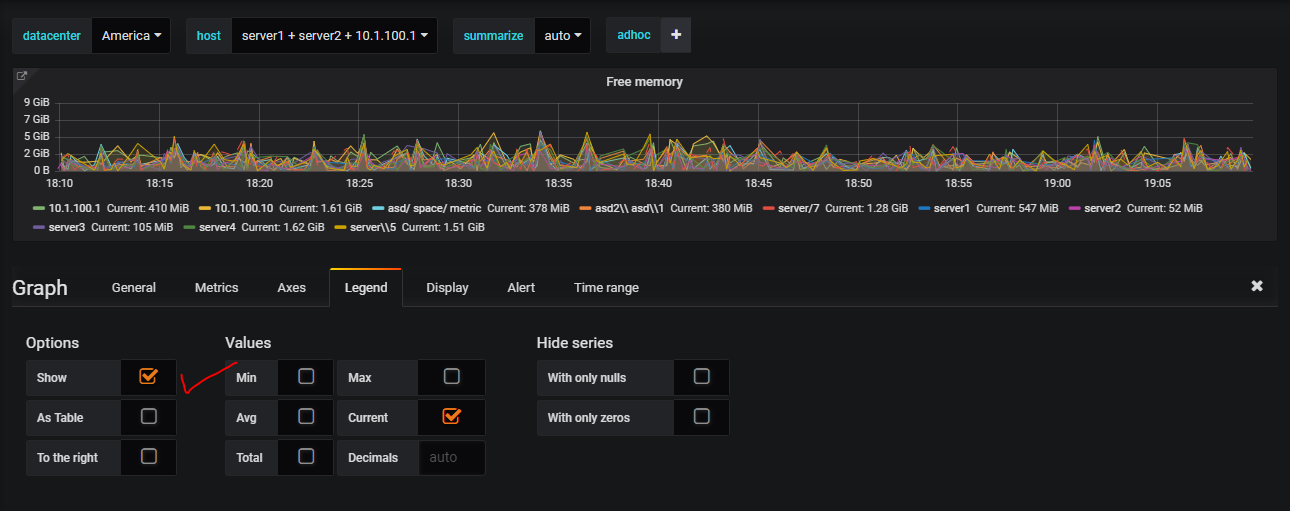 datacenter America host server1 + server2 + 10.1.100.1 summarize auto adhoc +
Free memory
9 GiB
7 GiB
5 GiB
2 GiB
0 B
18:10 18:15 18:20 18:25 18:30 18:35 18:40 18:45 18:50 18:55 19:00 19:05
10.1.100.1 Current: 410 MiB 10.1.100.10 Current: 1.61 GiB asd/ space/ metric Current: 378 MiB asd2\\ asd\\1 Current: 380 MiB server/7 Current: 1.28 GiB server1 Current: 547 MiB server2 Current: 52 MiB
server3 Current: 105 MiB server4 Current: 1.62 GiB server\\5 Current: 1.51 GiB
Graph General Metrics Axes Legend Display Alert Time range
Options Values Hide series
Show Min Max With only nulls
As Table Avg Current With only zeros
To the right Total Decimals auto